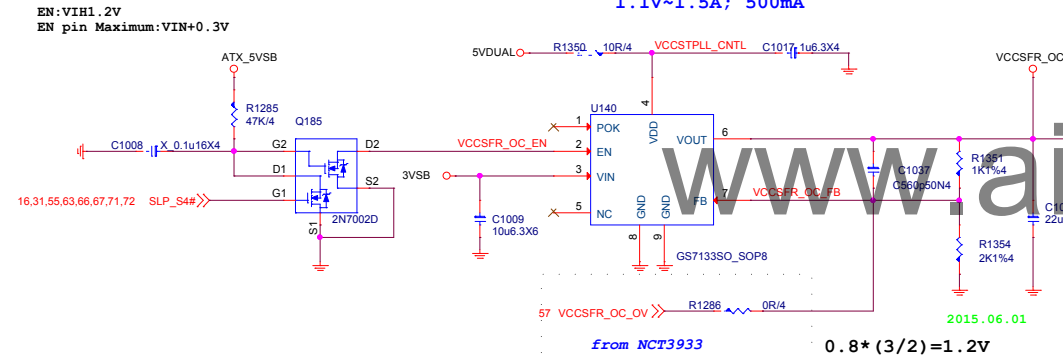 1.1V~1.5A; 500mA
EN:VIH1.2V
EN pin Maximum:VIN+0.3V
ATX_5VSB
5VDUAL
R1350
10R/4
VCCSTPLL_CNTL
C1017
1u6.3X4
VCCSFR_OC
R1285
47K/4
Q185
U140
4
1
POK
VDD
VOUT
6
C1008
X_0.1u16X4
G2
D2
VCCSFR_OC_EN
2
EN
3VSB
3
VIN
D1
S2
G1
16,31,55,63,66,67,71,72
SLP_S4#
2N7002D
S1
C1009
10u6.3X6
5
NC
GND
GND
FB
7
VCCSFR_OC_FB
8
9
GS7133SO_SOP8
C1037
C560p50N4
R1351
1K1%4
www.ai
C10
22u
R1354
2K1%4
57
VCCSFR_OC_OV
R1286
0R/4
2015.06.01
from NCT3933
0.8*(3/2)=1.2V